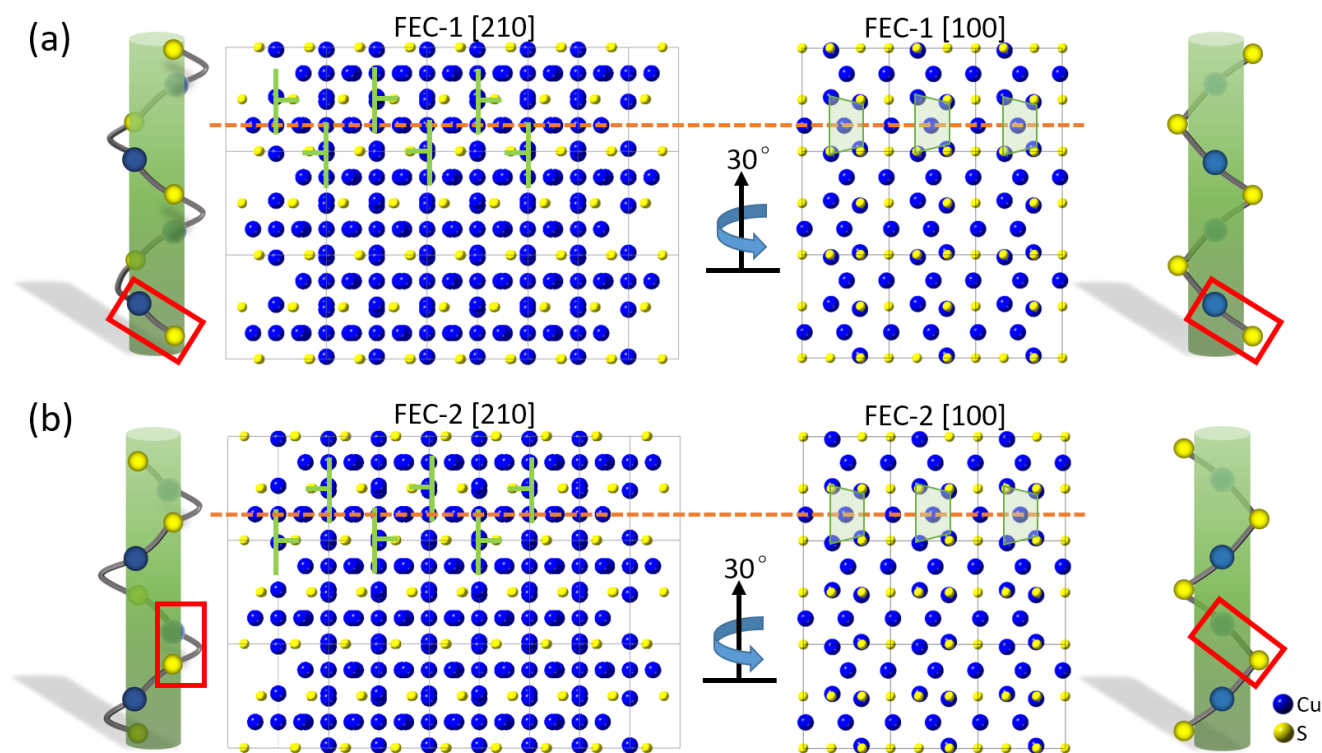 (a)
FEC-1 [210]
FEC-1 [100]
30°
(b)
FEC-2 [210]
FEC-2 [100]
30°
Cu
S